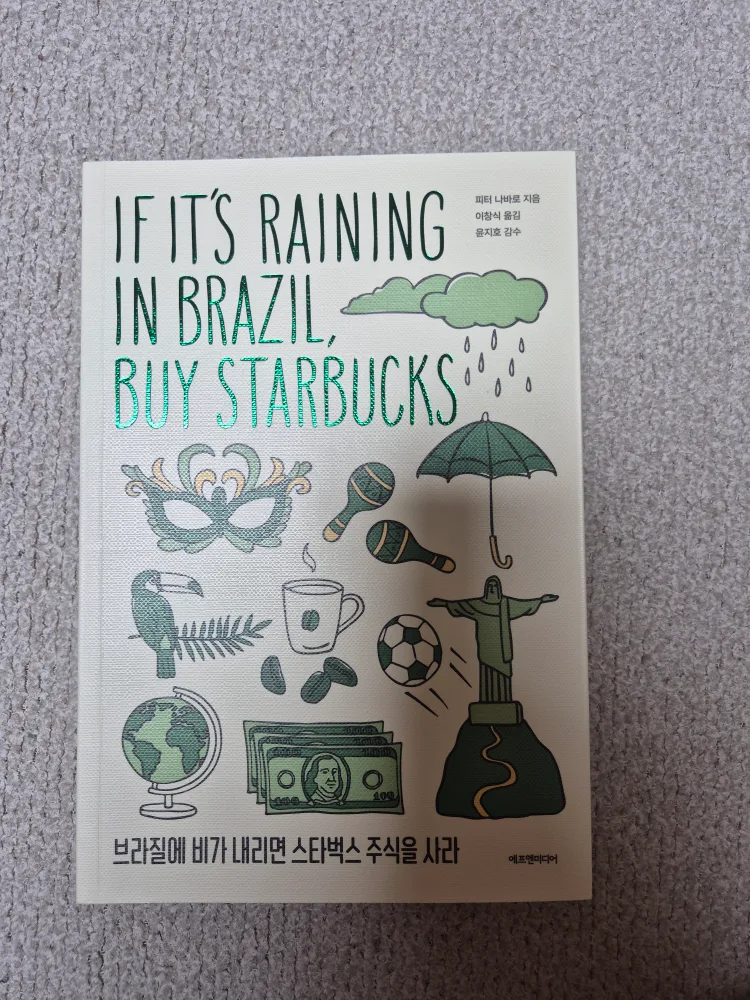 IF IT'S RAINING
IN BRAZIL,
BUY STARBUCKS
피터 나바로 지음
이창식 옮김
윤지호 감수
100
100
브라질에 비가 내리면 스타벅스 주식을 사라
에프엔미디어